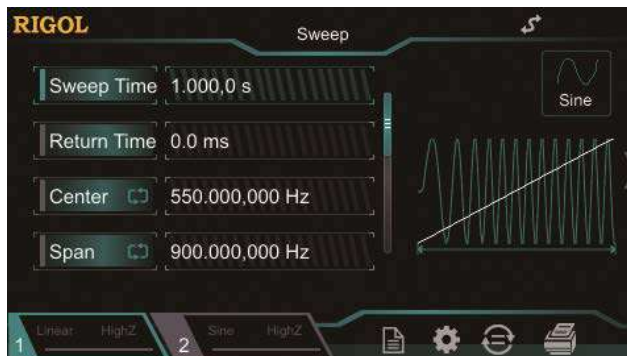 RIGOL
Sweep
Sweep Time 1.000,0 s
Sine
Return Time 0.0 ms
Center 550.000,000 Hz
Span 900.000,000 Hz
1 Linear HighZ 2 Sine HighZ